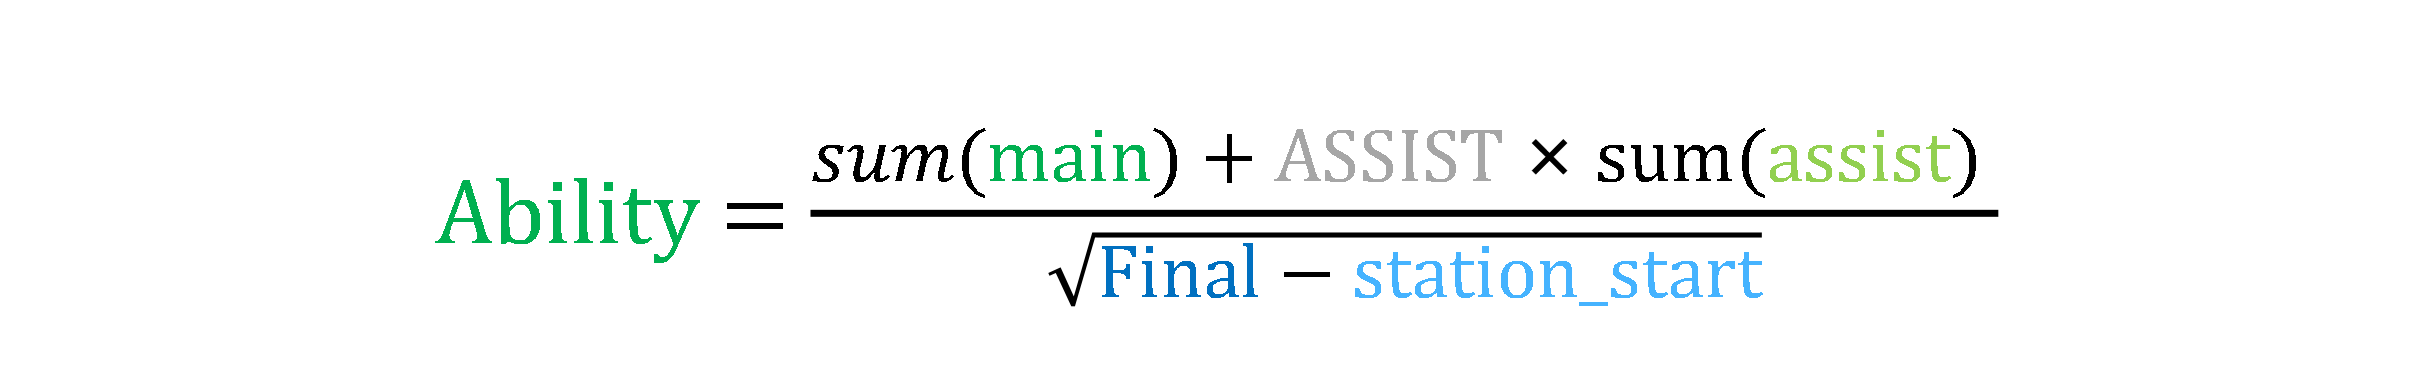 Ability = sum(main) + ASSIST × sum(assist)
√Final − station_start